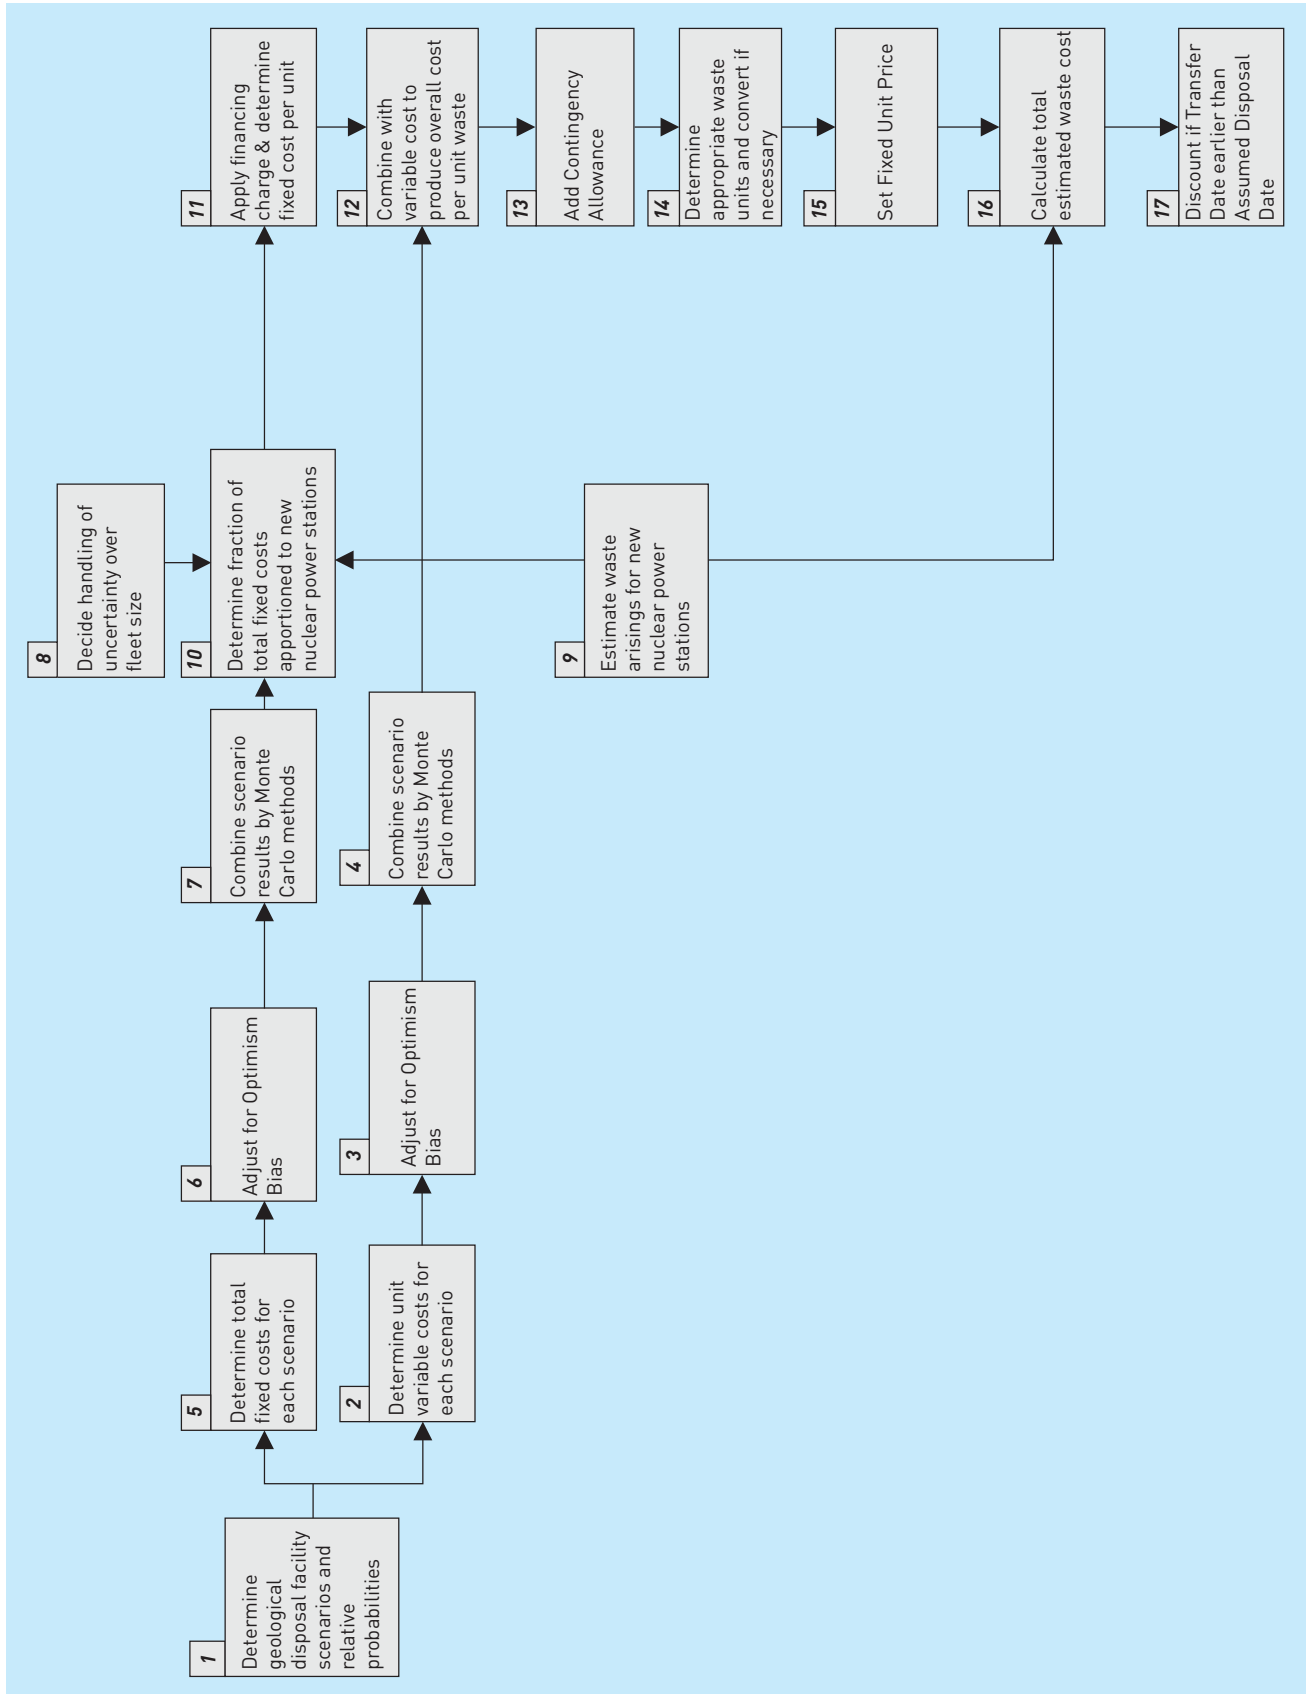 1
Determine
geological
disposal facility
scenarios and
relative
probabilities
2
Determine unit
variable costs for
each scenario
3
Adjust for Optimism
Bias
4
Combine scenario
results by Monte
Carlo methods
5
Determine total
fixed costs for
each scenario
6
Adjust for Optimism
Bias
7
Combine scenario
results by Monte
Carlo methods
8
Decide handling of
uncertainty over
fleet size
9
Estimate waste
arisings for new
nuclear power
stations
10
Determine fraction of
total fixed costs
apportioned to new
nuclear power stations
11
Apply financing
charge & determine
fixed cost per unit
12
Combine with
variable cost to
produce overall cost
per unit waste
13
Add Contingency
Allowance
14
Determine
appropriate waste
units and convert if
necessary
15
Set Fixed Unit Price
16
Calculate total
estimated waste cost
17
Discount if Transfer
Date earlier than
Assumed Disposal
Date